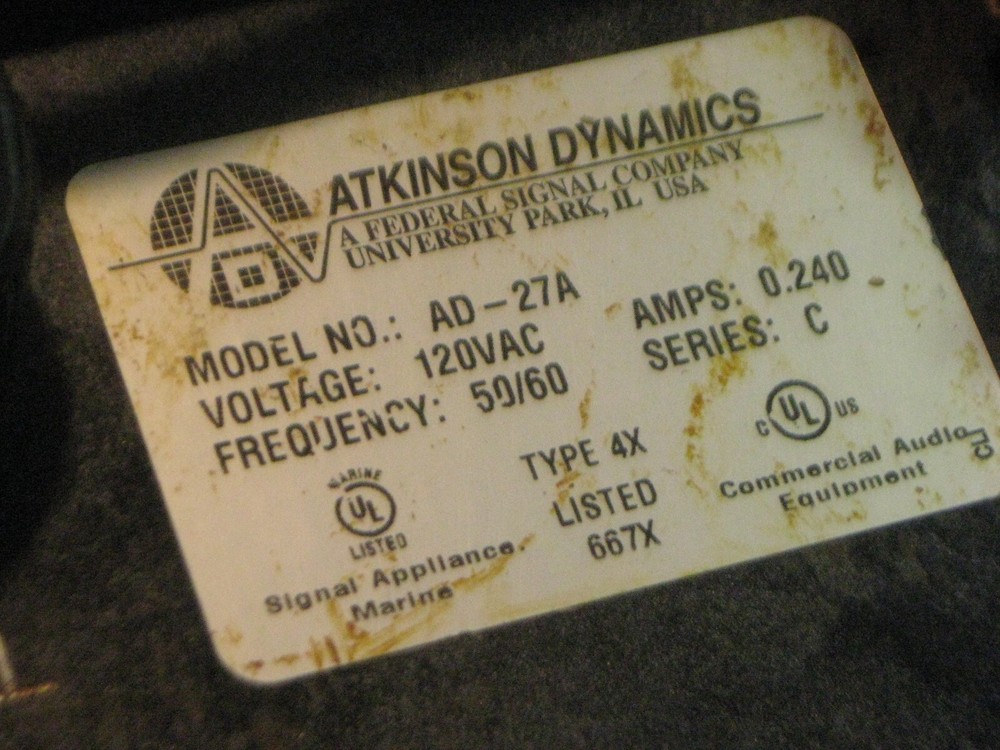 ATKINSON DYNAMICS
A FEDERAL SIGNAL COMPANY
UNIVERSITY PARK, IL USA
MODEL NO.: AD-27A AMPS: 0.240
VOLTAGE: 120VAC SERIES: C
FREQUENCY: 50/60
MARINE
UL
LISTED
Signal Appliance.
Marine
TYPE 4X
LISTED
667X
C UL US
Commercial Audio
Equipment